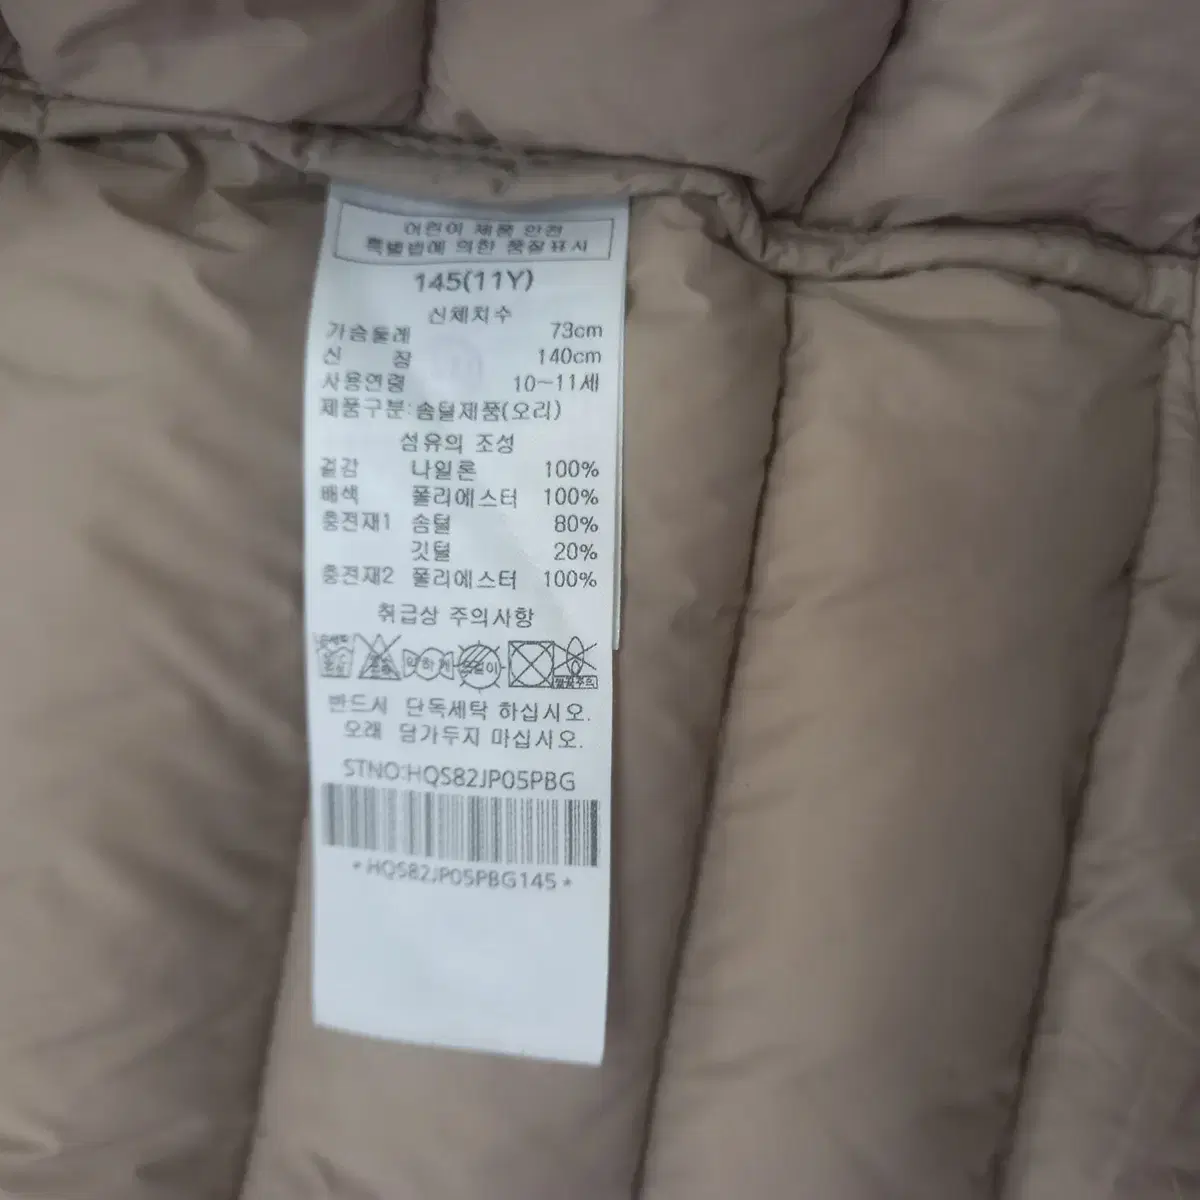 어린이 제품 안전
특별법에 의한 품질표시
145(11Y)
신체치수
가슴둘레 73cm
신 장 140cm
사용연령 10~11세
제품구분:솜털제품(오리)
섬유의 조성
겉감 나일론 100%
배색 폴리에스터 100%
충전재1 솜털 80%
깃털 20%
충전재2 폴리에스터 100%
취급상 주의사항
약하게
반드시 단독세탁 하십시오.
오래 담가두지 마십시오.
STNO:HQS82JP05PBG
*HQS82JP05PBG145*